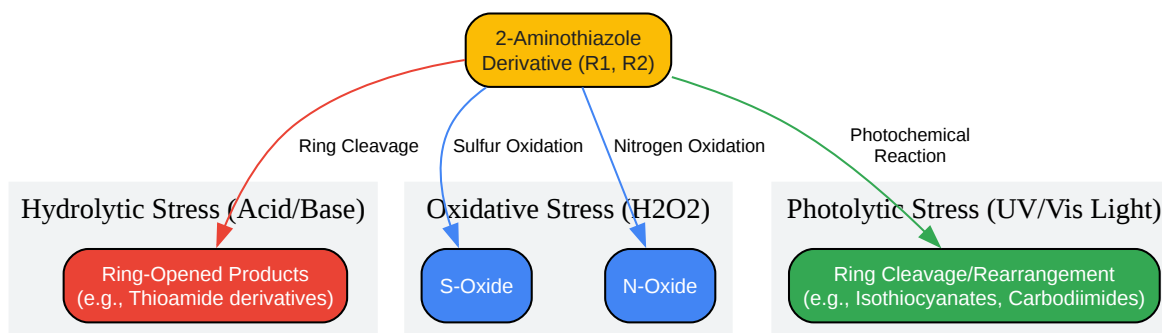 2-Aminothiazole
Derivative (R1, R2)
Ring Cleavage
Sulfur Oxidation
Nitrogen Oxidation
Photochemical
Reaction
Hydrolytic Stress (Acid/Base)
Oxidative Stress (H2O2)
Photolytic Stress (UV/Vis Light)
Ring-Opened Products
(e.g., Thioamide derivatives)
S-Oxide
N-Oxide
Ring Cleavage/Rearrangement
(e.g., Isothiocyanates, Carbodiimides)